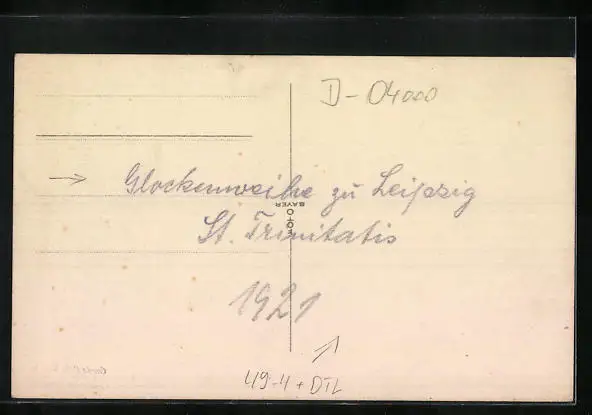 D-04000
Glockenweihe zu Leipzig
St. Trinitatis
1921
FOTO
BAYER
49-4 + DTL